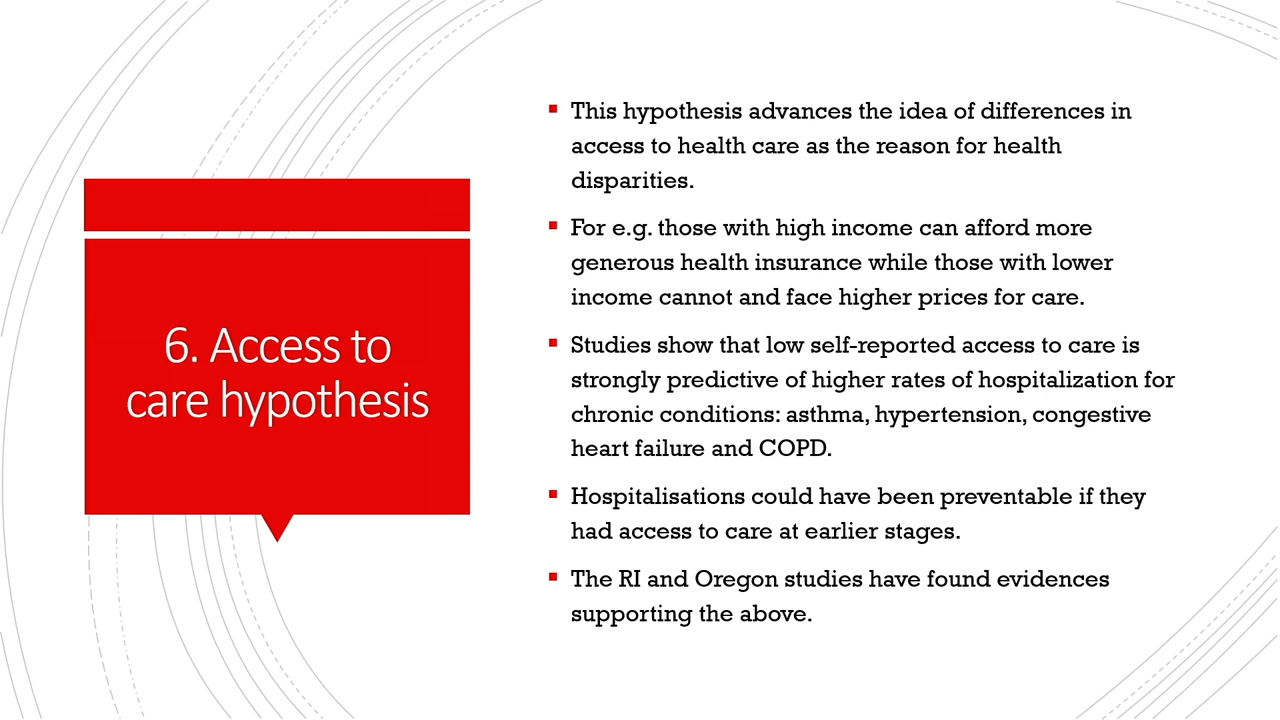 6. Access to
care hypothesis
This hypothesis advances the idea of differences in
access to health care as the reason for health
disparities.
For e.g. those with high income can afford more
generous health insurance while those with lower
income cannot and face higher prices for care.
Studies show that low self-reported access to care is
strongly predictive of higher rates of hospitalization for
chronic conditions: asthma, hypertension, congestive
heart failure and COPD.
Hospitalisations could have been preventable if they
had access to care at earlier stages.
The RI and Oregon studies have found evidences
supporting the above.